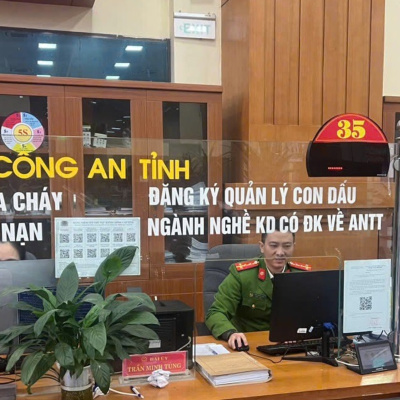 35
5S
CÔNG AN TỈNH
A CHÁY
NẠN
ĐĂNG KÝ QUẢN LÝ CON DẤU
NGÀNH NGHỀ KD CÓ ĐK VỀ ANTT
TRẦN MINH TÙNG